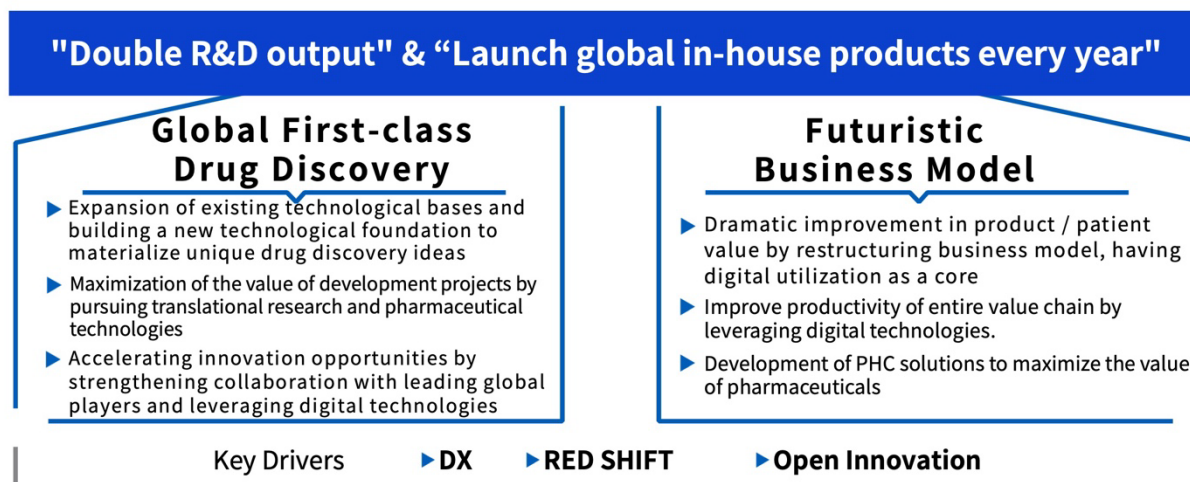 "Double R&D output" & “Launch global in-house products every year"
Global First-class
Drug Discovery
Expansion of existing technological bases and
building a new technological foundation to
materialize unique drug discovery ideas
Maximization of the value of development projects by
pursuing translational research and pharmaceutical
technologies
Accelerating innovation opportunities by
strengthening collaboration with leading global
players and leveraging digital technologies
Futuristic
Business Model
Dramatic improvement in product / patient
value by restructuring business model, having
digital utilization as a core
Improve productivity of entire value chain by
leveraging digital technologies.
Development of PHC solutions to maximize the value
of pharmaceuticals
Key Drivers ▶DX ▶RED SHIFT ▶Open Innovation